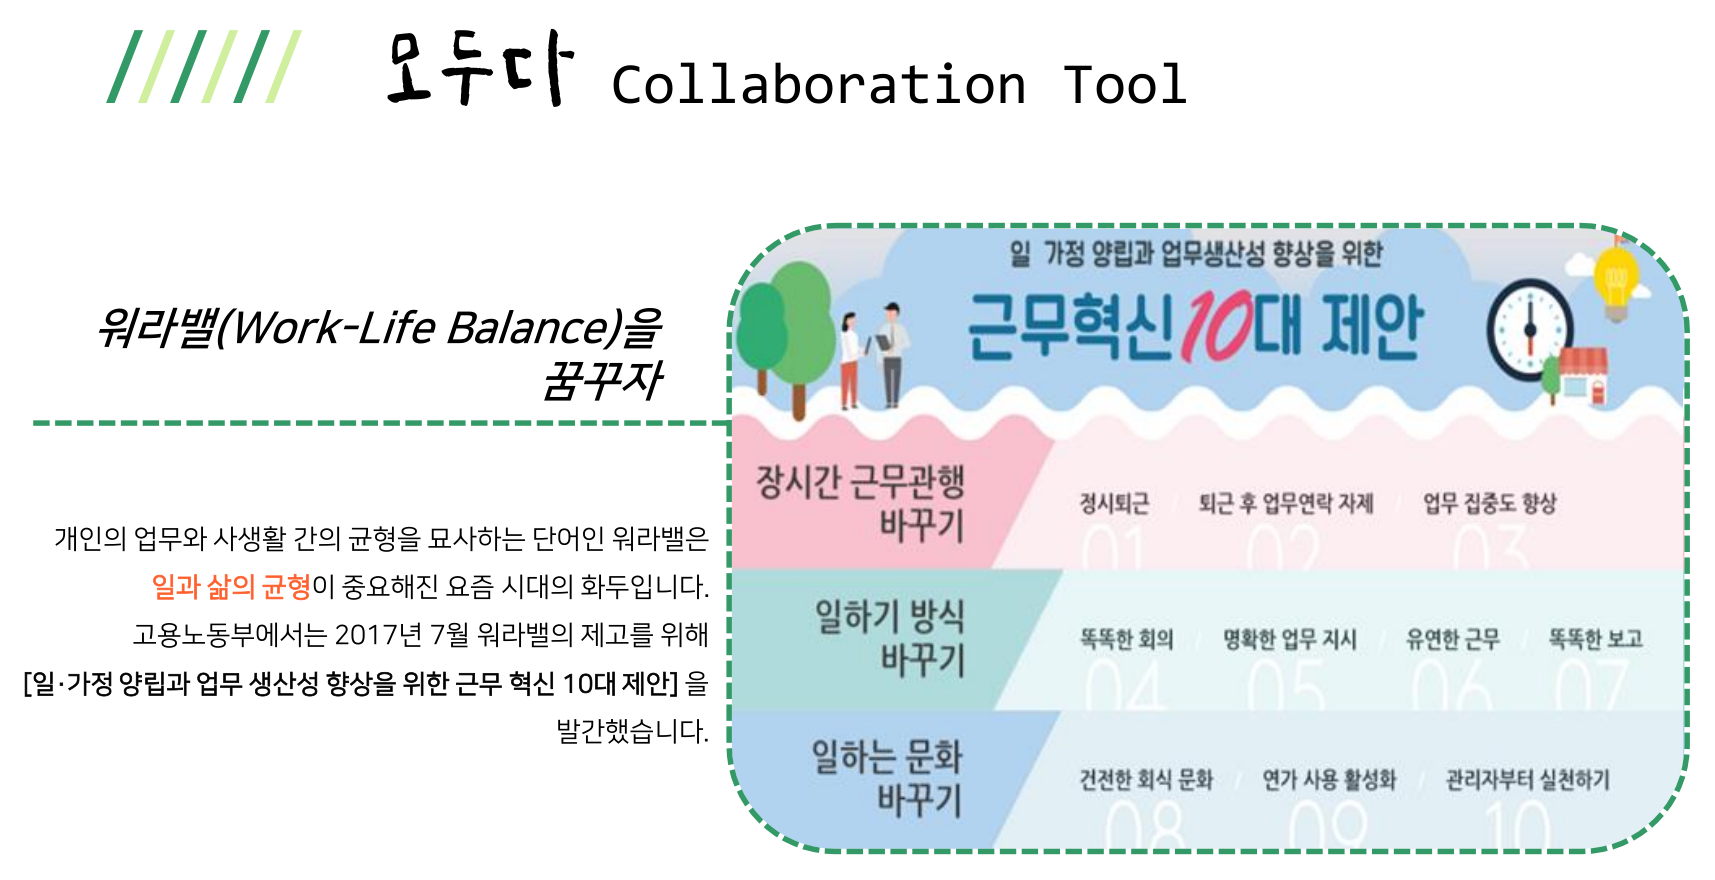 모두다 Collaboration Tool
워라밸(Work-Life Balance)을
꿈꾸자
개인의 업무와 사생활 간의 균형을 묘사하는 단어인 워라밸은
일과 삶의 균형이 중요해진 요즘 시대의 화두입니다.
고용노동부에서는 2017년 7월 워라밸의 제고를 위해
[일·가정 양립과 업무 생산성 향상을 위한 근무 혁신 10대 제안] 을
발간했습니다.
일 가정 양립과 업무생산성 향상을 위한
근무혁신 10대 제안
장시간 근무관행
바꾸기
정시퇴근 / 퇴근 후 업무연락 자제 / 업무 집중도 향상
01 02 03
일하기 방식
바꾸기
똑똑한 회의 / 명확한 업무 지시 / 유연한 근무 / 똑똑한 보고
04 05 06 07
일하는 문화
바꾸기
건전한 회식 문화 / 연가 사용 활성화 / 관리자부터 실천하기
08 09 10